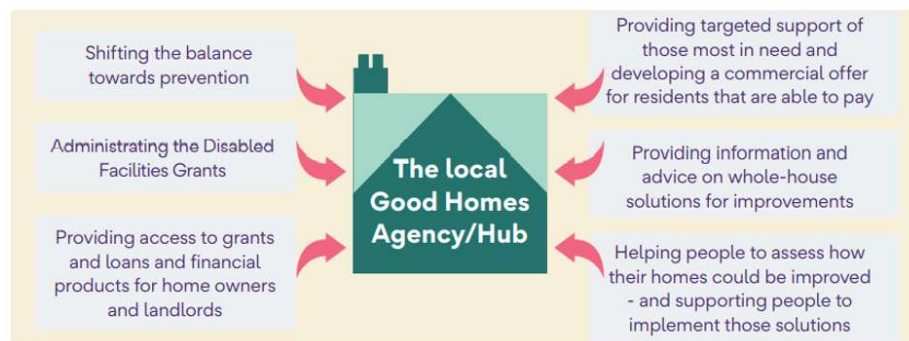 Shifting the balance
towards prevention
Administrating the Disabled
Facilities Grants
Providing access to grants
and loans and financial
products for home owners
and landlords
The local
Good Homes
Agency/Hub
Providing targeted support of
those most in need and
developing a commercial offer
for residents that are able to pay
Providing information and
advice on whole-house
solutions for improvements
Helping people to assess how
their homes could be improved
- and supporting people to
implement those solutions